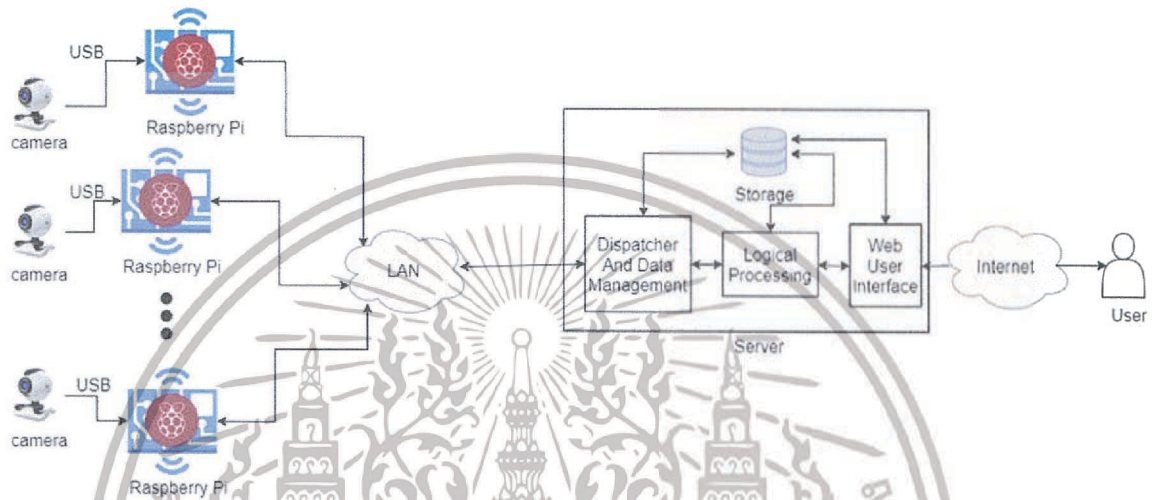 USB
camera
Raspberry Pi
USB
camera
Raspberry Pi
USB
camera
Raspberry Pi
LAN
Storage
Dispatcher
And Data
Management
Logical
Processing
Web
User
Interface
Server
Internet
User